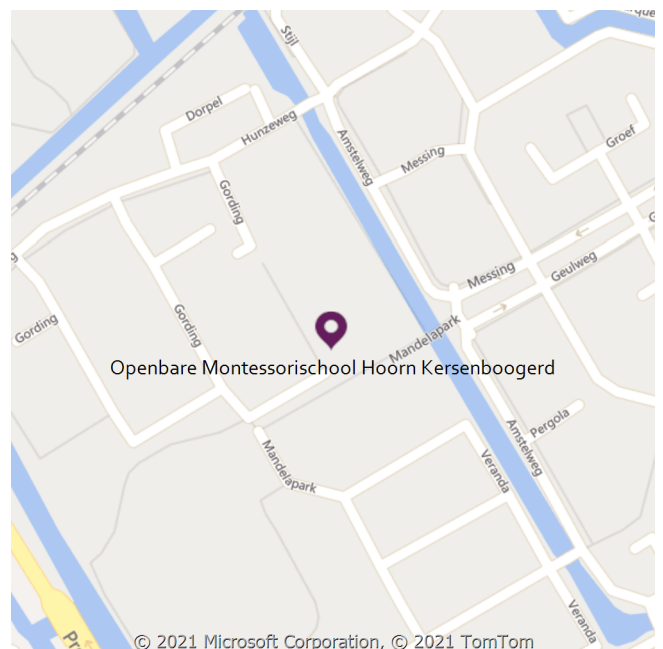 Stijl
Dorpel
Hunzeweg
Amstelweg
Messing
Groef
Gording
Messing
Geulweg
Gording
Gording
Mandelapark
Openbare Montessorischool Hoorn Kersenboogerd
Pergola
Amstelweg
Mandelapark
Veranda
Veranda
© 2021 Microsoft Corporation, © 2021 TomTom